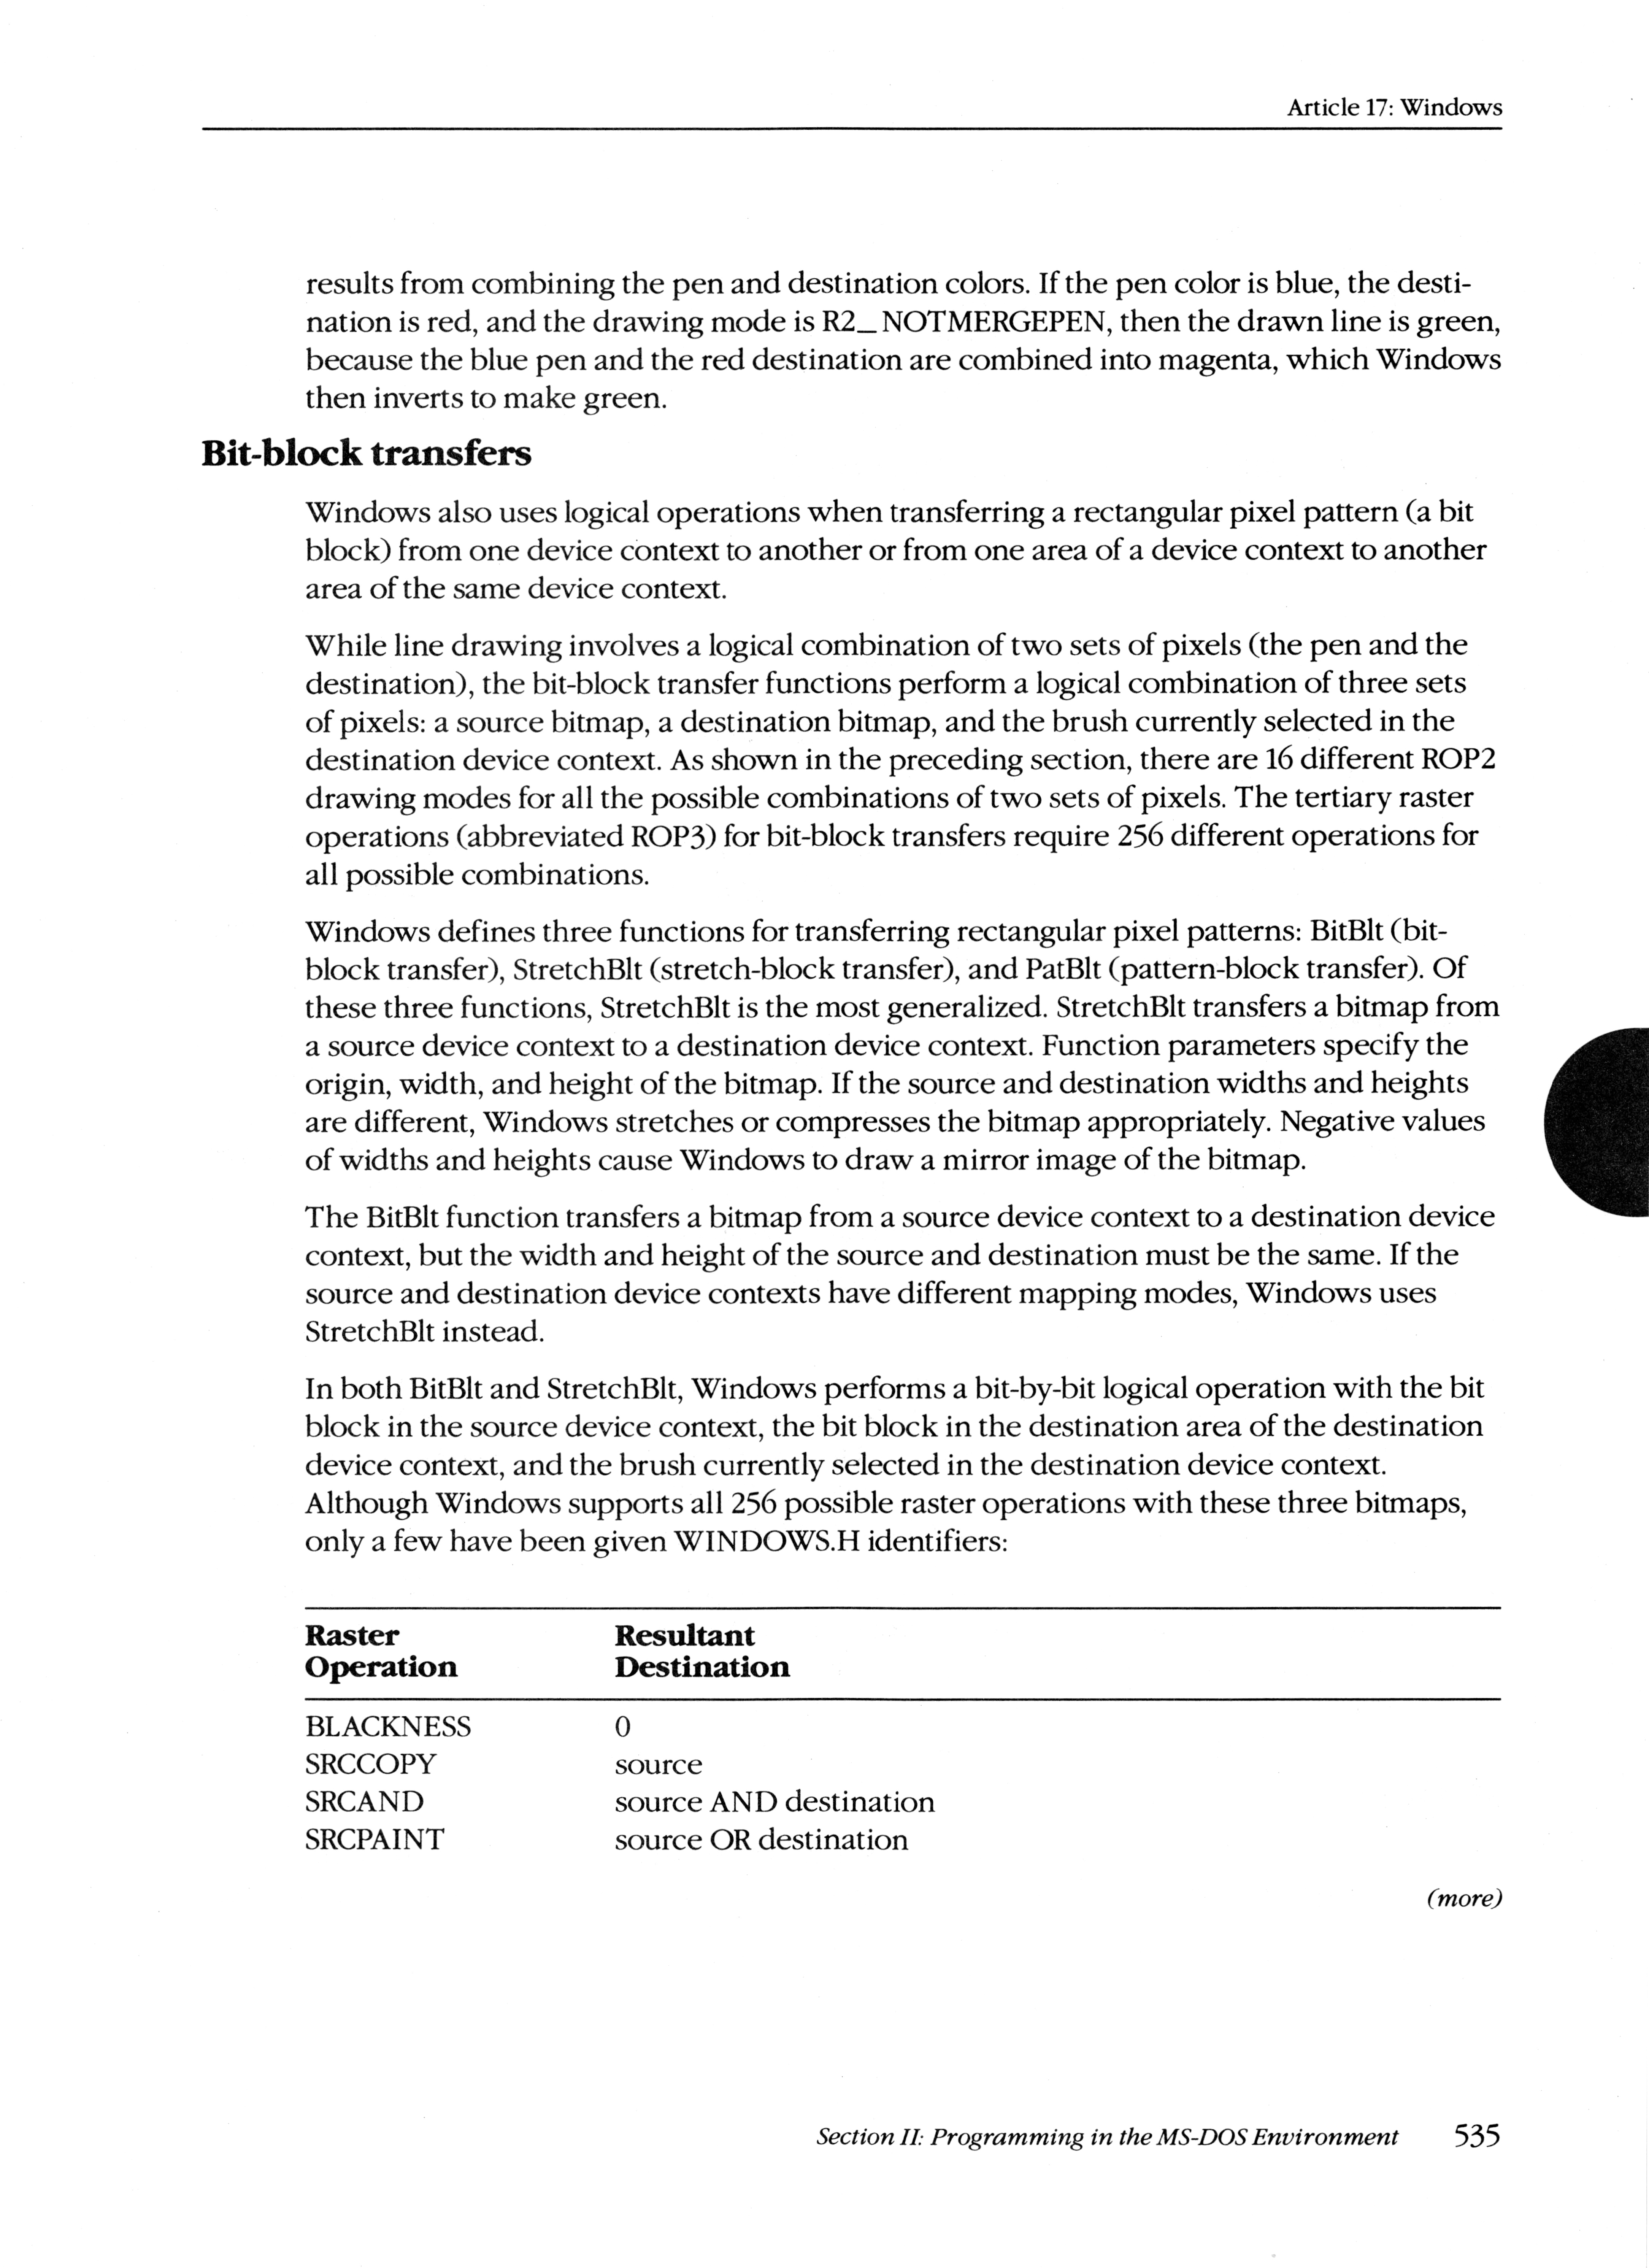 Article 17: Windows
results from combining the pen and destination colors. If the pen color is blue, the desti-
nation is red, and the drawing mode is R2_NOTMERGEPEN, then the drawn line is green,
because the blue pen and the red destination are combined into magenta, which Windows
then inverts to make green.
Bit-block transfers
Windows also uses logical operations when transferring a rectangular pixel pattern (a bit
block) from one device context to another or from one area of a device context to another
area of the same device context.
While line drawing involves a logical combination of two sets of pixels (the pen and the
destination), the bit-block transfer functions perform a logical combination of three sets
of pixels: a source bitmap, a destination bitmap, and the brush currently selected in the
destination device context. As shown in the preceding section, there are 16 different ROP2
drawing modes for all the possible combinations of two sets of pixels. The tertiary raster
operations (abbreviated ROP3) for bit-block transfers require 256 different operations for
all possible combinations.
Windows defines three functions for transferring rectangular pixel patterns: BitBlt (bit-
block transfer), StretchBlt (stretch-block transfer), and PatBlt (pattern-block transfer). Of
these three functions, StretchBlt is the most generalized. StretchBlt transfers a bitmap from
a source device context to a destination device context. Function parameters specify the
origin, width, and height of the bitmap. If the source and destination widths and heights
are different, Windows stretches or compresses the bitmap appropriately. Negative values
of widths and heights cause Windows to draw a mirror image of the bitmap.
The BitBlt function transfers a bitmap from a source device context to a destination device
context, but the width and height of the source and destination must be the same. If the
source and destination device contexts have different mapping modes, Windows uses
StretchBlt instead.
In both BitBlt and StretchBlt, Windows performs a bit-by-bit logical operation with the bit
block in the source device context, the bit block in the destination area of the destination
device context, and the brush currently selected in the destination device context.
Although Windows supports all 256 possible raster operations with these three bitmaps,
only a few have been given WINDOWS.H identifiers:
Raster Resultant
Operation Destination
BLACKNESS 0
SRCCOPY source
SRCAND source AND destination
SRCPAINT source OR destination
(more)
Section II: Programming in the MS-DOS Environment 535